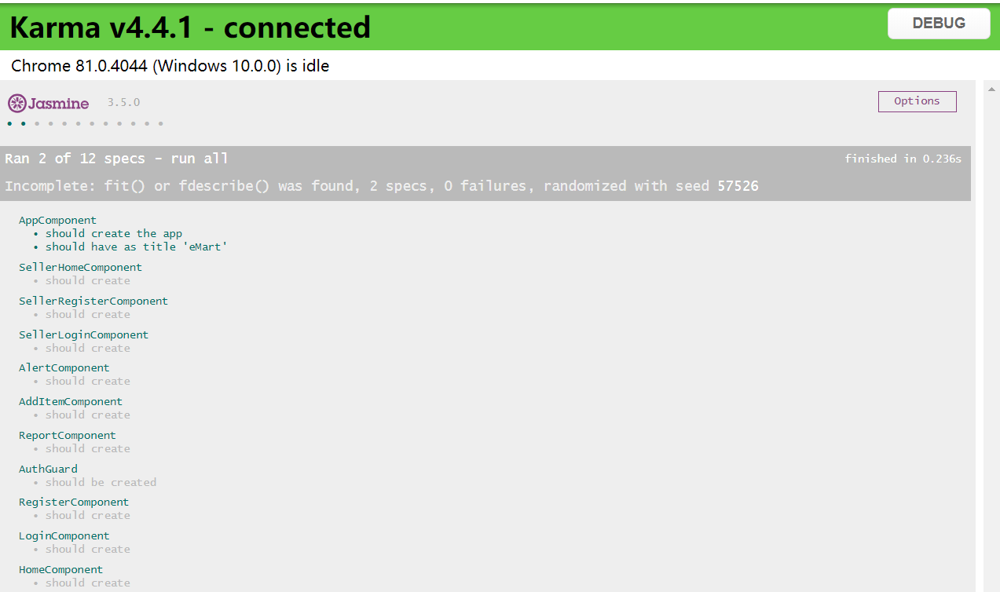 Karma v4.4.1 - connected
DEBUG
Chrome 81.0.4044 (Windows 10.0.0) is idle
Jasmine 3.5.0
Options
Ran 2 of 12 specs - run all
finished in 0.236s
Incomplete: fit() or fdescribe() was found, 2 specs, 0 failures, randomized with seed 57526
AppComponent
• should create the app
• should have as title 'eMart'
SellerHomeComponent
• should create
SellerRegisterComponent
• should create
SellerLoginComponent
• should create
AlertComponent
• should create
AddItemComponent
• should create
ReportComponent
• should create
AuthGuard
• should be created
RegisterComponent
• should create
LoginComponent
• should create
HomeComponent
• should create